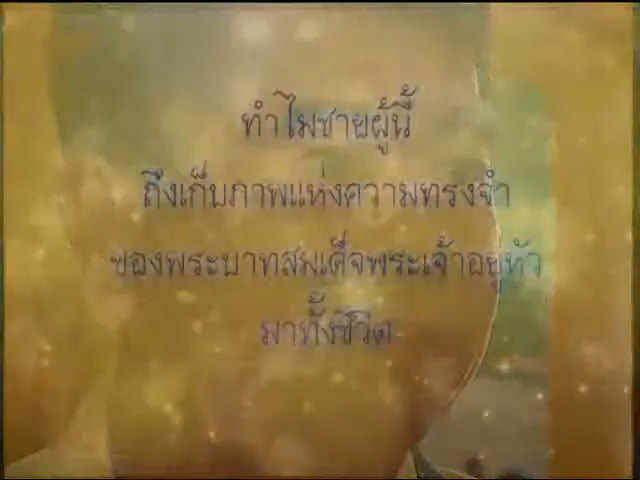 ทำไมชายผู้นี้
ถึงเก็บภาพแห่งความทรงจำ
ของพระบาทสมเด็จพระเจ้าอยู่หัว
มาทั้งชีวิต